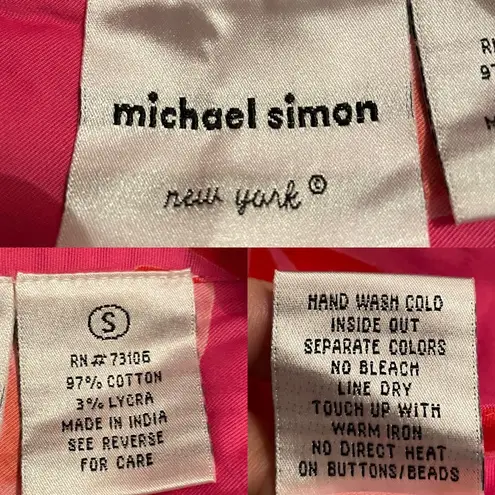 michael simon
new york ©
RN
97
M
S
RN # 73106
97% COTTON
3% LYCRA
MADE IN INDIA
SEE REVERSE
FOR CARE
HAND WASH COLD
INSIDE OUT
SEPARATE COLORS
NO BLEACH
LINE DRY
TOUCH UP WITH
WARM IRON
NO DIRECT HEAT
ON BUTTONS/BEADS